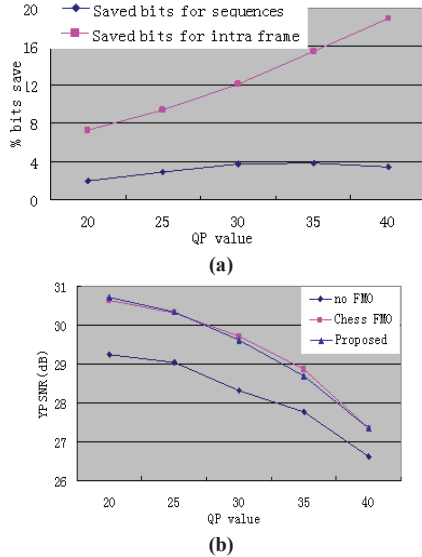 20
Saved bits for sequences
16
Saved bits for intra frame
12
8
4
0
% bits save
20 25 30 35 40
QP value
(a)
31
30
29
28
27
26
YPSNR(dB)
no FMO
Chess FMO
Proposed
20 25 30 35 40
QP value
(b)